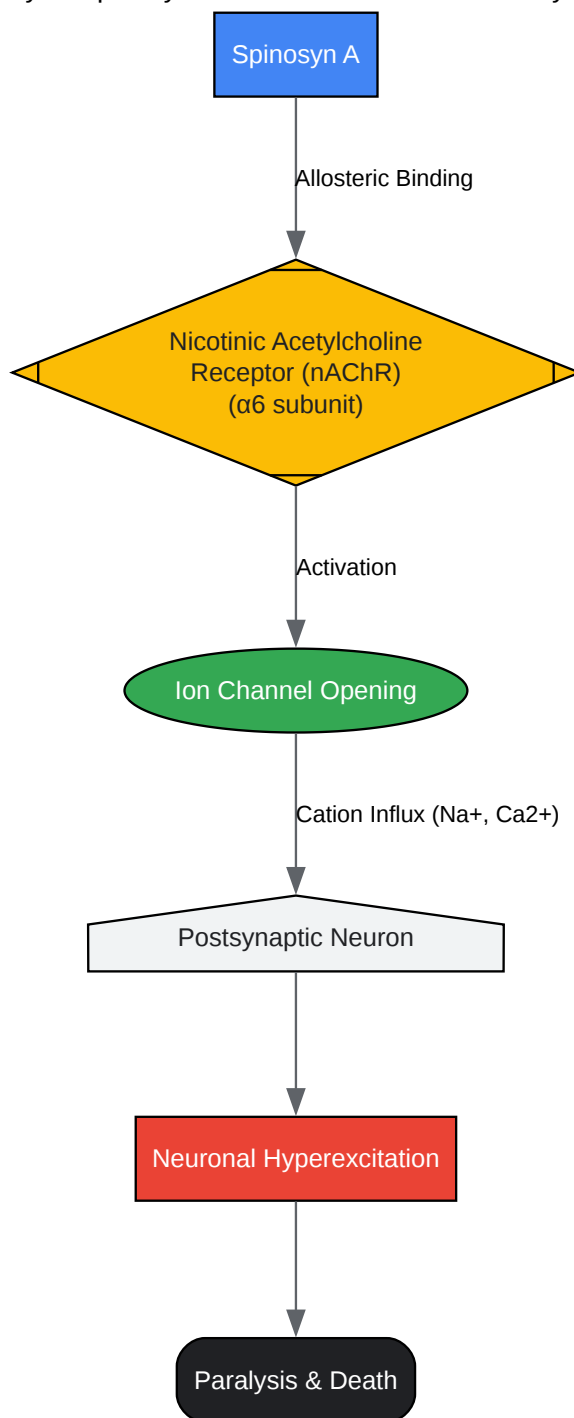 Spinosyn A
Allosteric Binding
Nicotinic Acetylcholine
Receptor (nAChR)
(α6 subunit)
Activation
Ion Channel Opening
Cation Influx (Na+, Ca2+)
Postsynaptic Neuron
Neuronal Hyperexcitation
Paralysis & Death